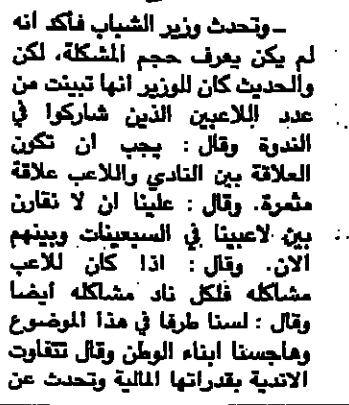 ـ وتحدث وزير الشباب فأكد انه
لم يكن يعرف حجم المشكلة، لكن
والحديث كان للوزير انها تبينت من
عدد اللاعبين الذين شاركوا في
الندوة وقال : يجب ان تكون
العلاقة بين النادي واللاعب علاقة
مثمرة. وقال : علينا ان لا نقارن
بين لاعبينا في السبعينات وبينهم
الان. وقال : اذا كان للاعب
مشاكله فلكل ناد مشاكله أيضا
وقال : لسنا طرفا في هذا الموضوع
وهاجسنا ابناء الوطن وقال تتفاوت
الاندية بقدراتها المالية وتحدث عن